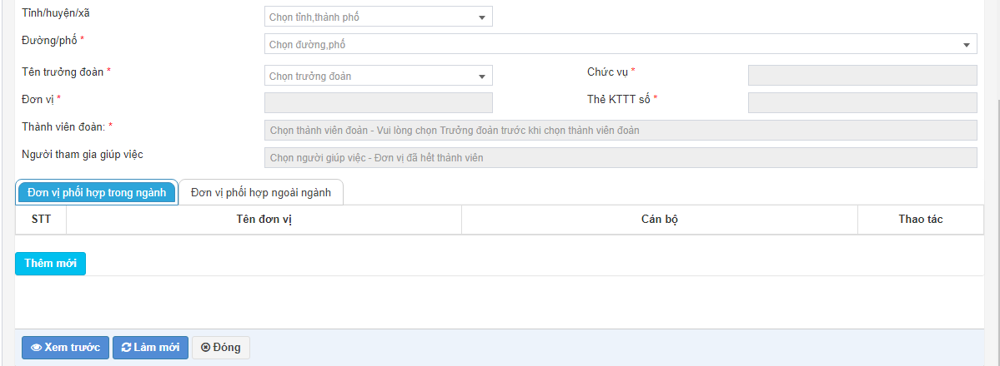 Tỉnh/huyện/xã
Chọn tỉnh,thành phố
Đường/phố *
Chọn đường,phố
Tên trưởng đoàn *
Chọn trưởng đoàn
Chức vụ *
Đơn vị *
Thẻ KTTT số *
Thành viên đoàn: *
Chọn thành viên đoàn - Vui lòng chọn Trưởng đoàn trước khi chọn thành viên đoàn
Người tham gia giúp việc
Chọn người giúp việc - Đơn vị đã hết thành viên
Đơn vị phối hợp trong ngành
Đơn vị phối hợp ngoài ngành
STT
Tên đơn vị
Cán bộ
Thao tác
Thêm mới
Xem trước
Làm mới
Đóng